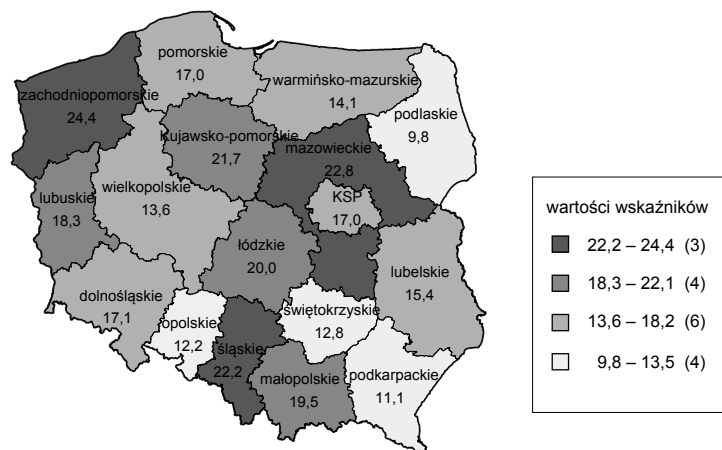 pomorskie
17,0
warmińsko-mazurskie
14,1
zachodniopomorskie
24,4
podlaskie
9,8
Kujawsko-pomorskie
21,7
mazowieckie
22,8
wielkopolskie
13,6
lubuskie
18,3
KSP
17,0
łódzkie
20,0
lubelskie
15,4
dolnośląskie
17,1
opolskie
12,2
świętokrzyskie
12,8
śląskie
22,2
małopolskie
19,5
podkarpackie
11,1
wartości wskaźników
22,2 – 24,4 (3)
18,3 – 22,1 (4)
13,6 – 18,2 (6)
9,8 – 13,5 (4)